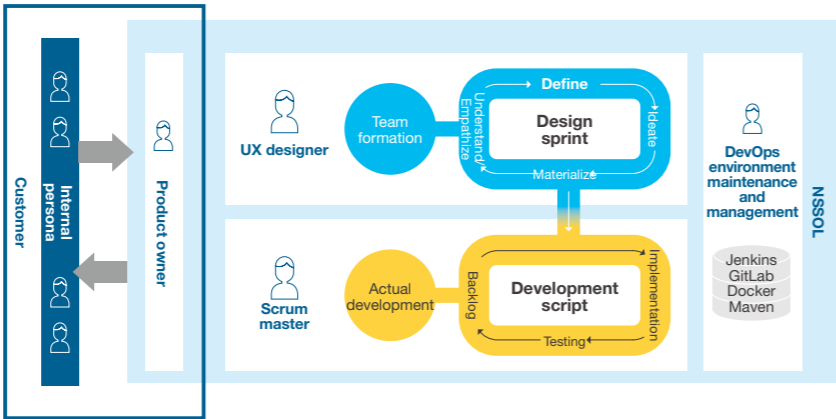 Customer
Internal
persona
Product owner
UX designer
Team
formation
Understand/
Empathize
Define
Ideate
Materialize
Design
sprint
Scrum
master
Actual
development
Backlog
Implementation
Testing
Development
script
DevOps
environment
maintenance
and
management
Jenkins
GitLab
Docker
Maven
NSSOL